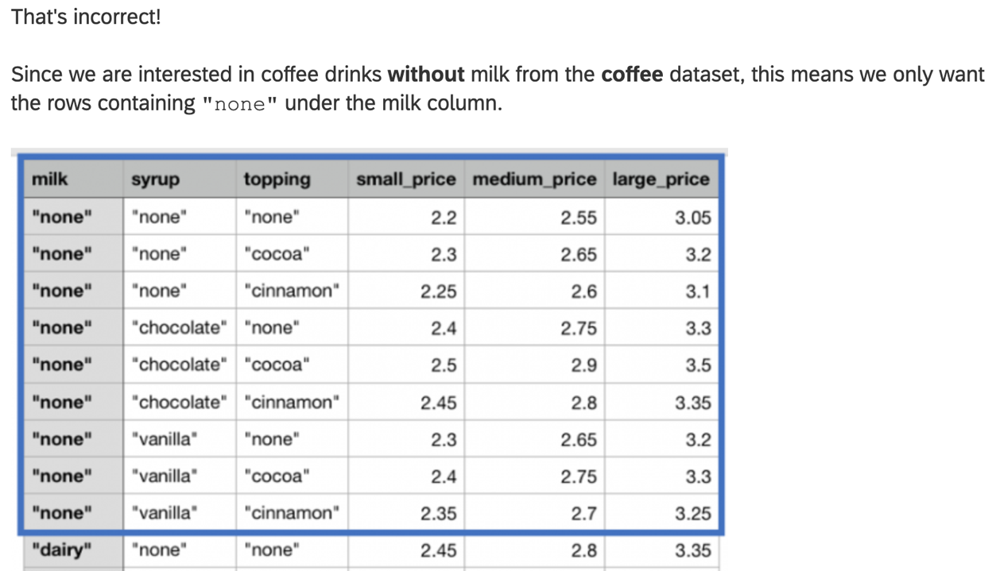 That's incorrect!
Since we are interested in coffee drinks without milk from the coffee dataset, this means we only want
the rows containing "none" under the milk column.
milk syrup topping small_price medium_price large_price
"none" "none" "none" 2.2 2.55 3.05
"none" "none" "cocoa" 2.3 2.65 3.2
"none" "none" "cinnamon" 2.25 2.6 3.1
"none" "chocolate" "none" 2.4 2.75 3.3
"none" "chocolate" "cocoa" 2.5 2.9 3.5
"none" "chocolate" "cinnamon" 2.45 2.8 3.35
"none" "vanilla" "none" 2.3 2.65 3.2
"none" "vanilla" "cocoa" 2.4 2.75 3.3
"none" "vanilla" "cinnamon" 2.35 2.7 3.25
"dairy" "none" "none" 2.45 2.8 3.35